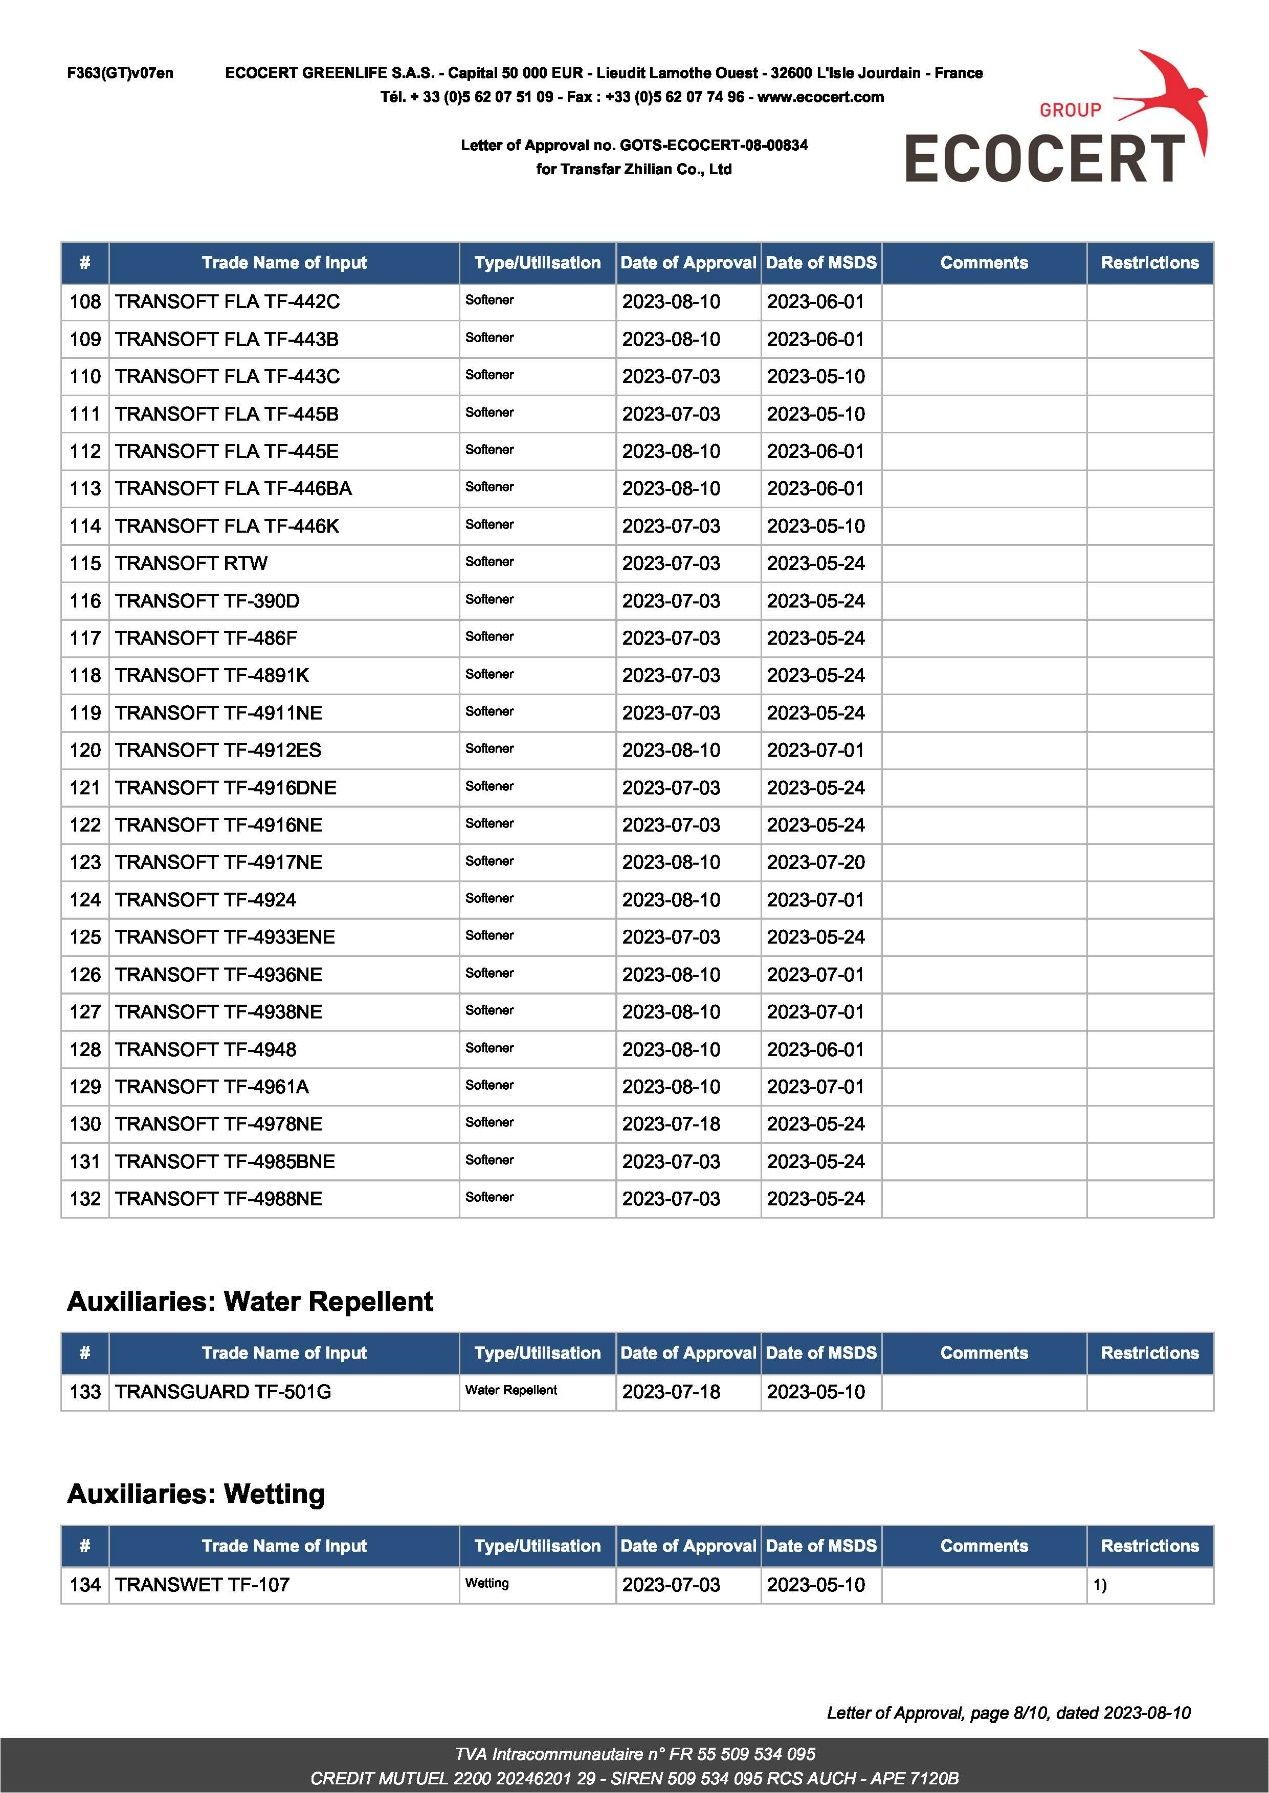 F363(GT)v07en ECOCERT GREENLIFE S.A.S. - Capital 50 000 EUR - Lieudit Lamothe Ouest - 32600 L'Isle Jourdain - France
Tél. + 33 (0)5 62 07 51 09 - Fax : +33 (0)5 62 07 74 96 - www.ecocert.com
GROUP
ECOCERT
Letter of Approval no. GOTS-ECOCERT-08-00834
for Transfar Zhilian Co., Ltd
# Trade Name of Input Type/Utilisation Date of Approval Date of MSDS Comments Restrictions
108 TRANSOFT FLA TF-442C Softener 2023-08-10 2023-06-01
109 TRANSOFT FLA TF-443B Softener 2023-08-10 2023-06-01
110 TRANSOFT FLA TF-443C Softener 2023-07-03 2023-05-10
111 TRANSOFT FLA TF-445B Softener 2023-07-03 2023-05-10
112 TRANSOFT FLA TF-445E Softener 2023-08-10 2023-06-01
113 TRANSOFT FLA TF-446BA Softener 2023-08-10 2023-06-01
114 TRANSOFT FLA TF-446K Softener 2023-07-03 2023-05-10
115 TRANSOFT RTW Softener 2023-07-03 2023-05-24
116 TRANSOFT TF-390D Softener 2023-07-03 2023-05-24
117 TRANSOFT TF-486F Softener 2023-07-03 2023-05-24
118 TRANSOFT TF-4891K Softener 2023-07-03 2023-05-24
119 TRANSOFT TF-4911NE Softener 2023-07-03 2023-05-24
120 TRANSOFT TF-4912ES Softener 2023-08-10 2023-07-01
121 TRANSOFT TF-4916DNE Softener 2023-07-03 2023-05-24
122 TRANSOFT TF-4916NE Softener 2023-07-03 2023-05-24
123 TRANSOFT TF-4917NE Softener 2023-08-10 2023-07-20
124 TRANSOFT TF-4924 Softener 2023-08-10 2023-07-01
125 TRANSOFT TF-4933ENE Softener 2023-07-03 2023-05-24
126 TRANSOFT TF-4936NE Softener 2023-08-10 2023-07-01
127 TRANSOFT TF-4938NE Softener 2023-08-10 2023-07-01
128 TRANSOFT TF-4948 Softener 2023-08-10 2023-06-01
129 TRANSOFT TF-4961A Softener 2023-08-10 2023-07-01
130 TRANSOFT TF-4978NE Softener 2023-07-18 2023-05-24
131 TRANSOFT TF-4985BNE Softener 2023-07-03 2023-05-24
132 TRANSOFT TF-4988NE Softener 2023-07-03 2023-05-24
Auxiliaries: Water Repellent
# Trade Name of Input Type/Utilisation Date of Approval Date of MSDS Comments Restrictions
133 TRANSGUARD TF-501G Water Repellent 2023-07-18 2023-05-10
Auxiliaries: Wetting
# Trade Name of Input Type/Utilisation Date of Approval Date of MSDS Comments Restrictions
134 TRANSWET TF-107 Wetting 2023-07-03 2023-05-10 1)
Letter of Approval, page 8/10, dated 2023-08-10
TVA Intracommunautaire n° FR 55 509 534 095
CREDIT MUTUEL 2200 20246201 29 - SIREN 509 534 095 RCS AUCH - APE 7120B